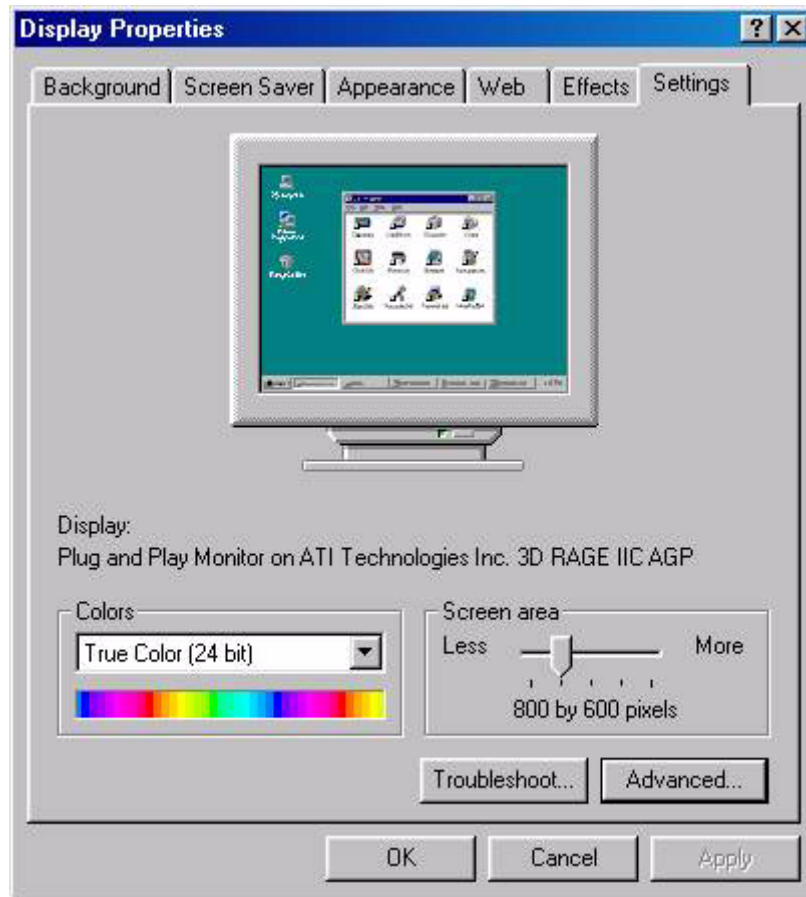 Display Properties
Background Screen Saver Appearance Web Effects Settings
Display:
Plug and Play Monitor on ATI Technologies Inc. 3D RAGE IIC AGP
Colors
True Color (24 bit)
Screen area
Less More
800 by 600 pixels
Troubleshoot... Advanced...
OK Cancel Apply